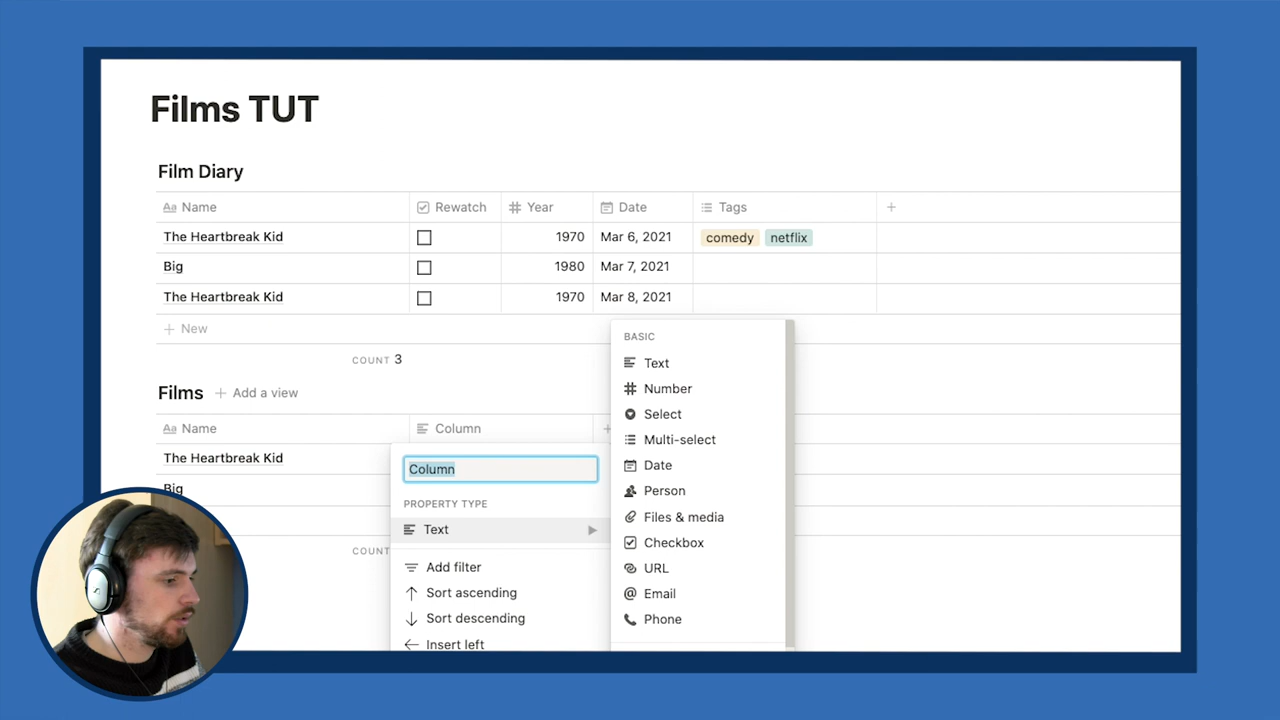 Films TUT
Film Diary
Aa Name Rewatch Year Date Tags
The Heartbreak Kid 1970 Mar 6, 2021 comedy netflix
Big 1980 Mar 7, 2021
The Heartbreak Kid 1970 Mar 8, 2021
+ New
COUNT 3
Films + Add a view
Aa Name Column +
The Heartbreak Kid
Big
COUNT
Column
PROPERTY TYPE
Text
Add filter
Sort ascending
Sort descending
Insert left
BASIC
Text
Number
Select
Multi-select
Date
Person
Files & media
Checkbox
URL
Email
Phone